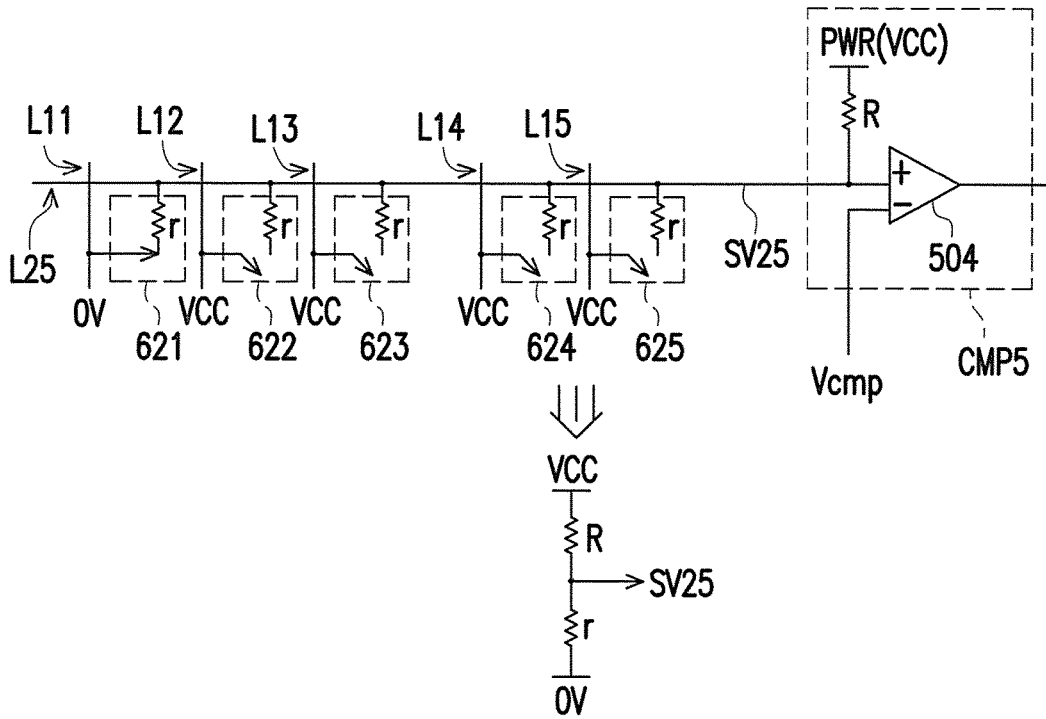 PWR(VCC)
R
L11
L12
L13
L14
L15
+
−
504
r
r
r
r
r
L25
SV25
0V
VCC
VCC
VCC
VCC
621
622
623
624
625
Vcmp
CMP5
VCC
R
SV25
r
0V